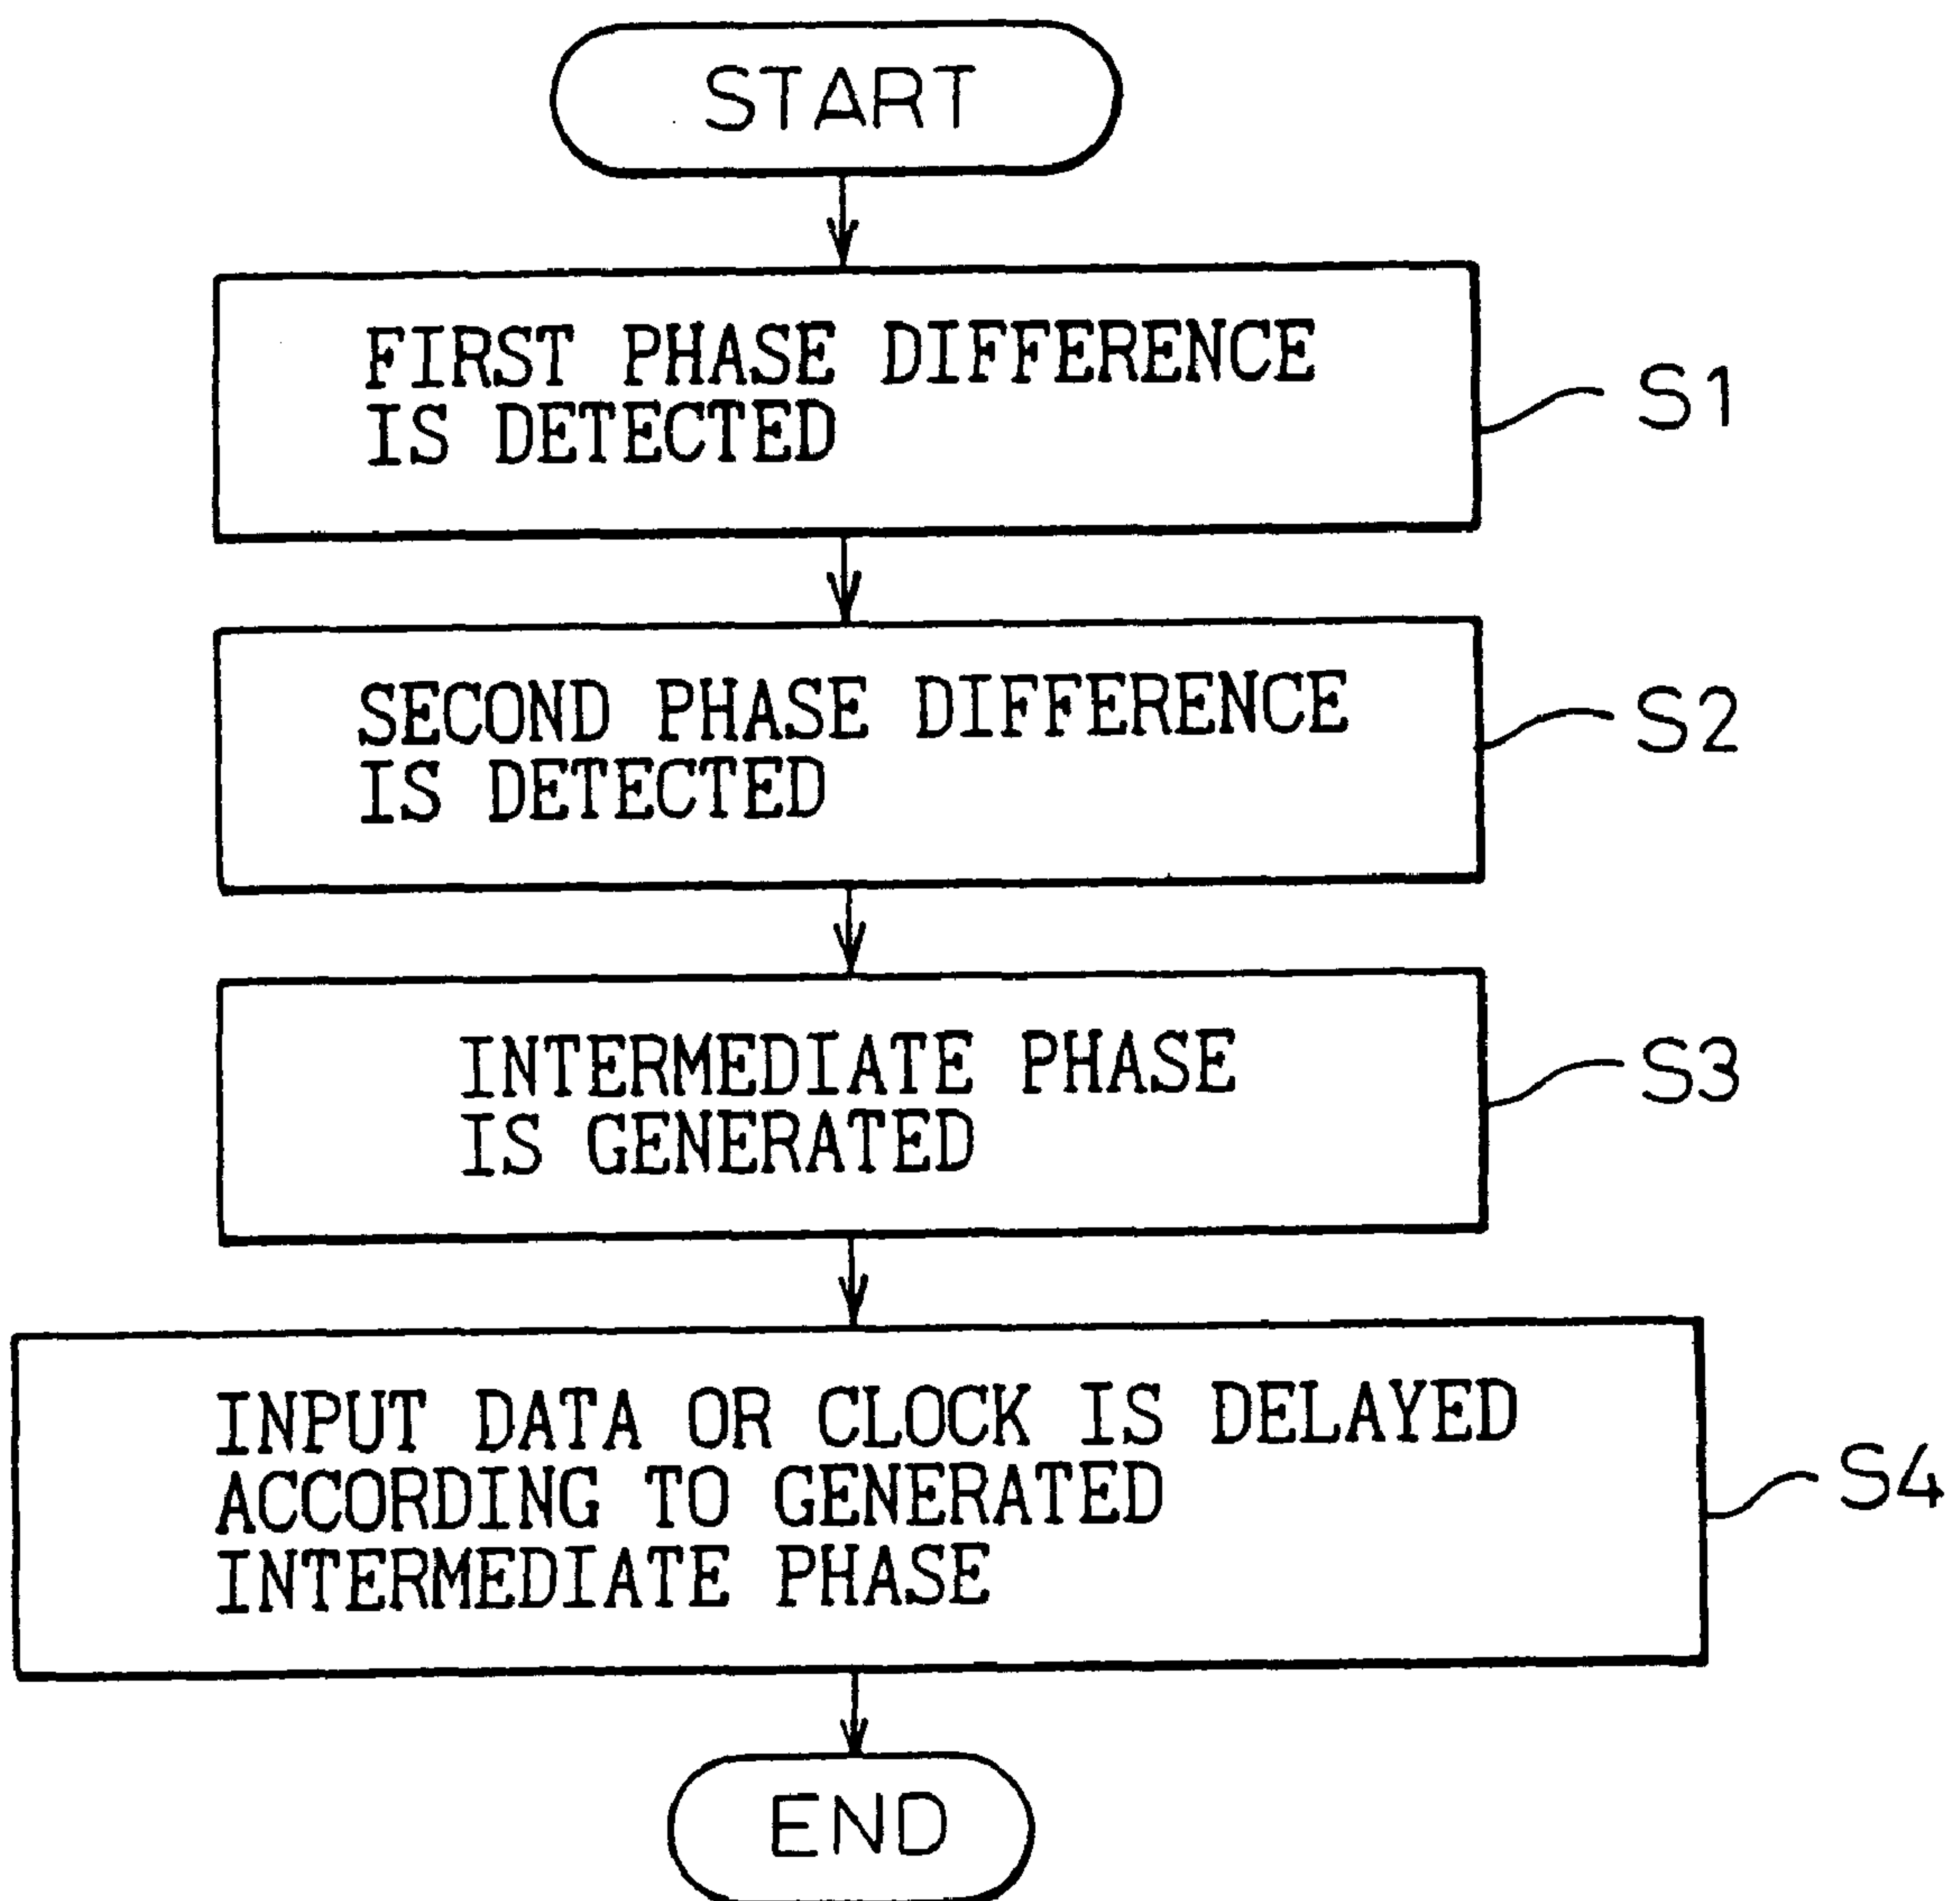 START
FIRST PHASE DIFFERENCE
IS DETECTED
S1
SECOND PHASE DIFFERENCE
IS DETECTED
S2
INTERMEDIATE PHASE
IS GENERATED
S3
INPUT DATA OR CLOCK IS DELAYED
ACCORDING TO GENERATED
INTERMEDIATE PHASE
S4
END